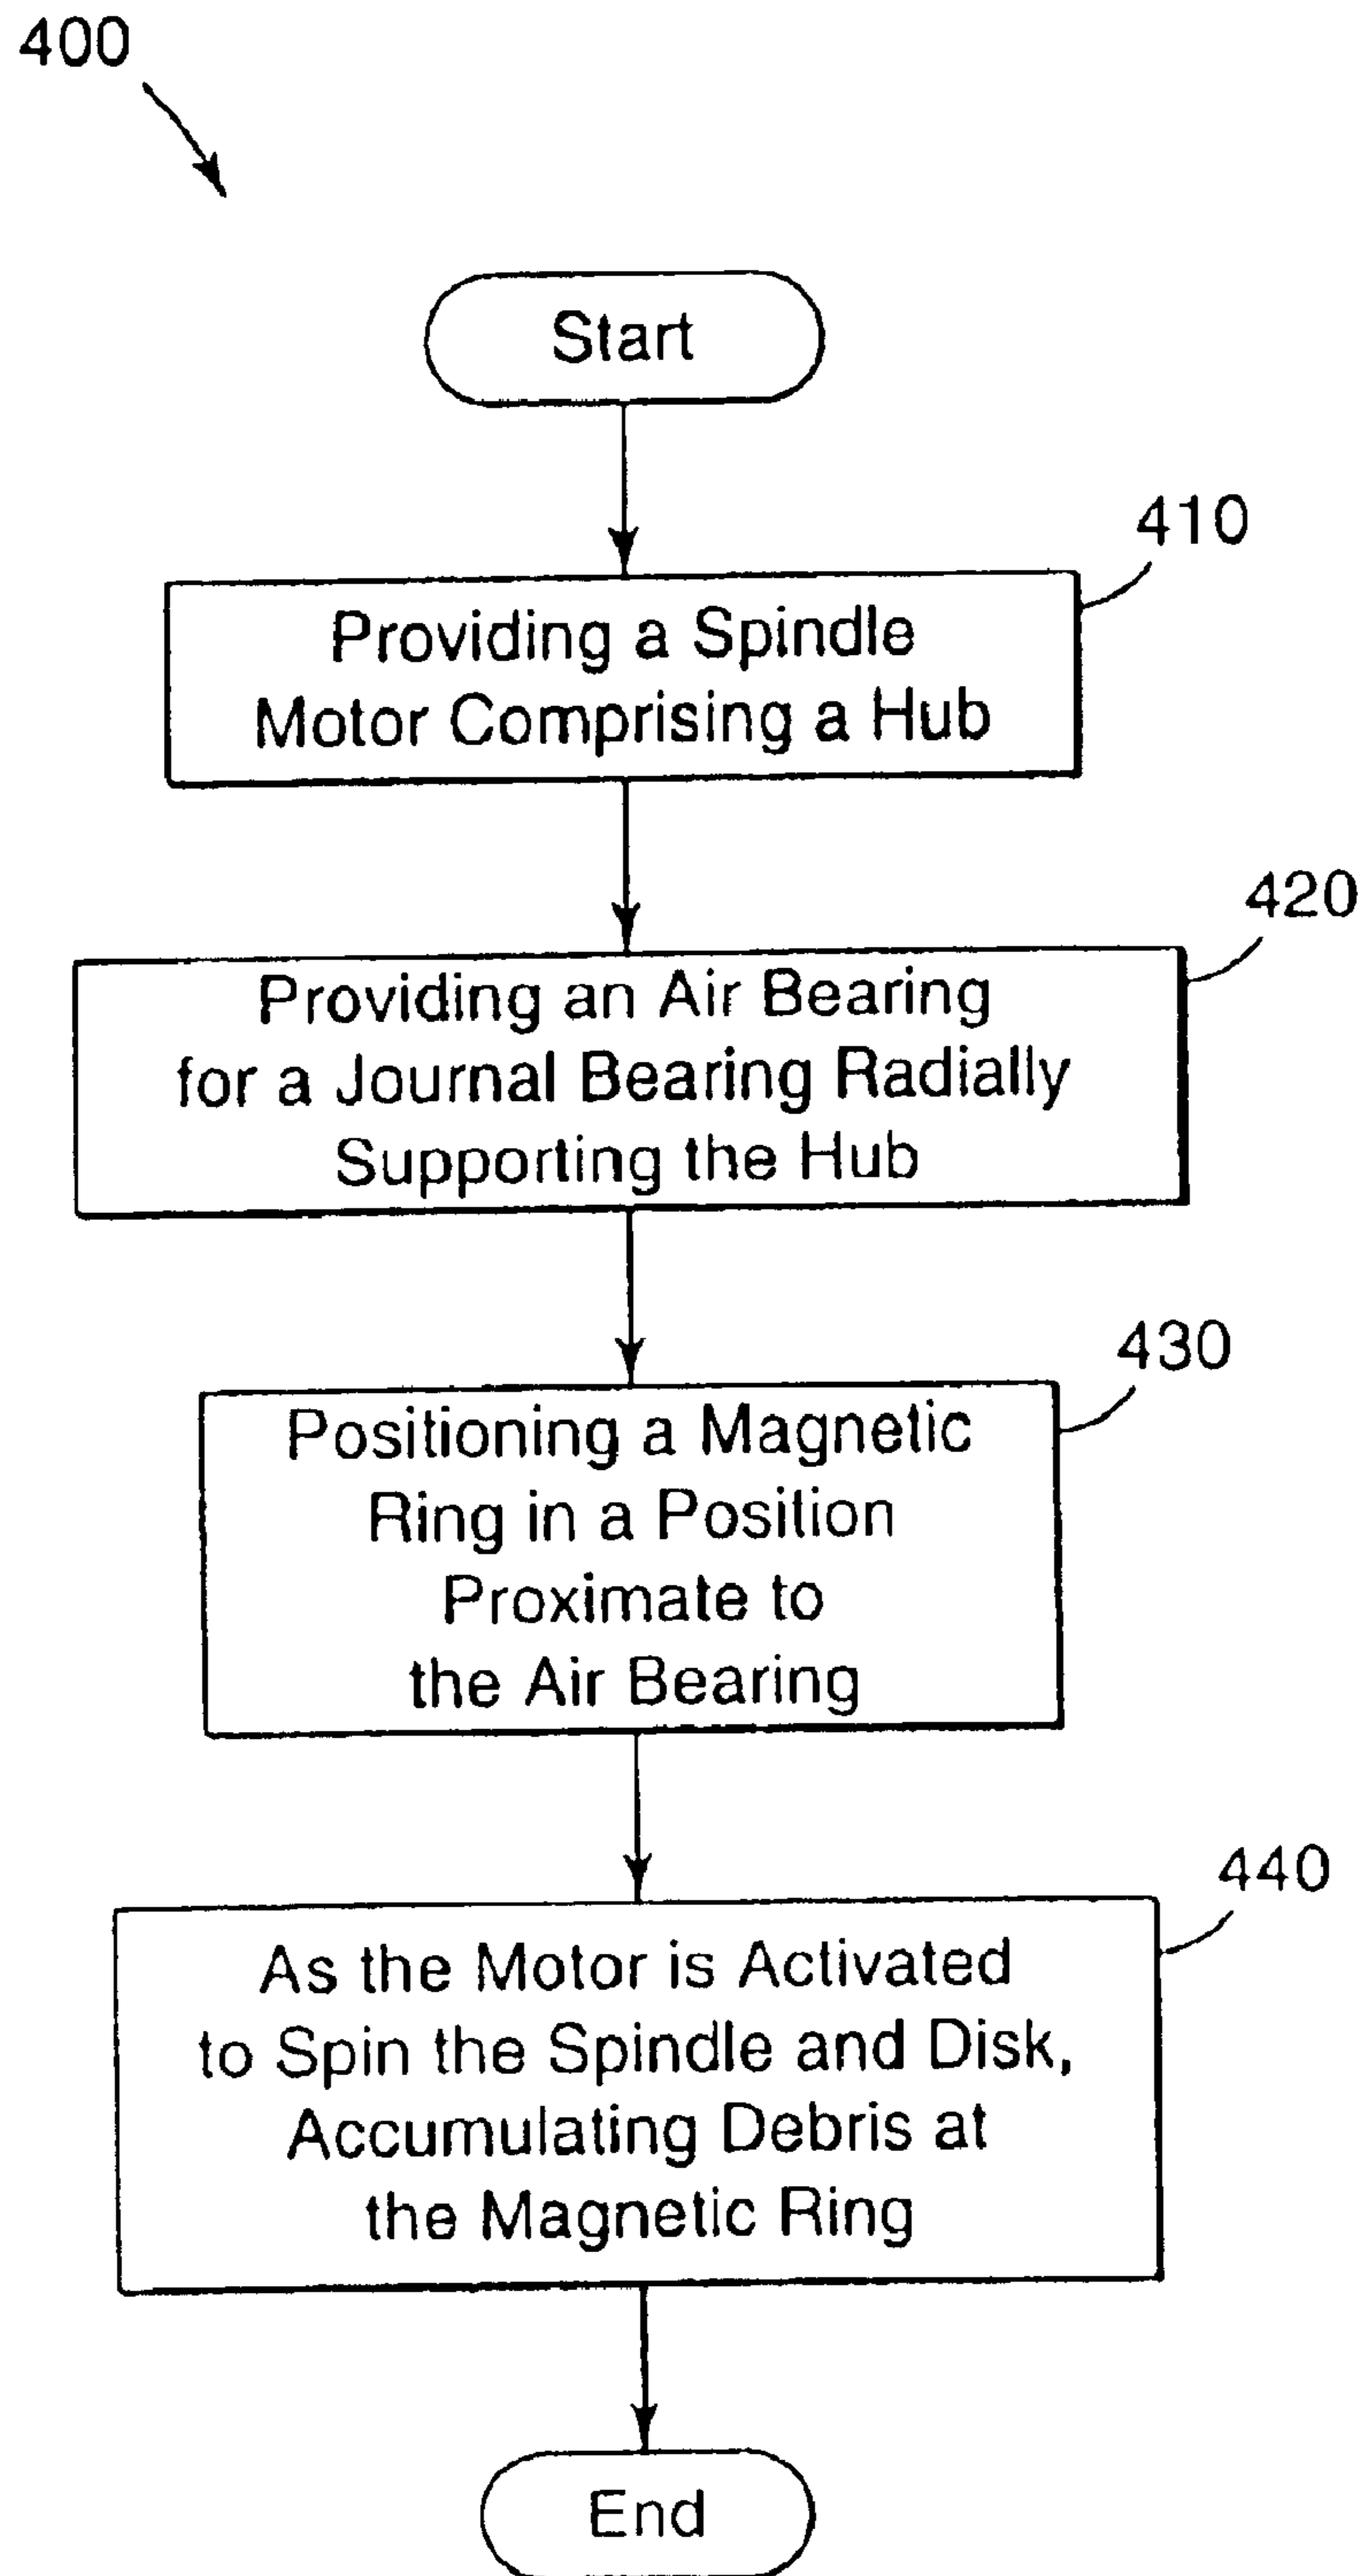 400
Start
410
Providing a Spindle
Motor Comprising a Hub
420
Providing an Air Bearing
for a Journal Bearing Radially
Supporting the Hub
430
Positioning a Magnetic
Ring in a Position
Proximate to
the Air Bearing
440
As the Motor is Activated
to Spin the Spindle and Disk,
Accumulating Debris at
the Magnetic Ring
End